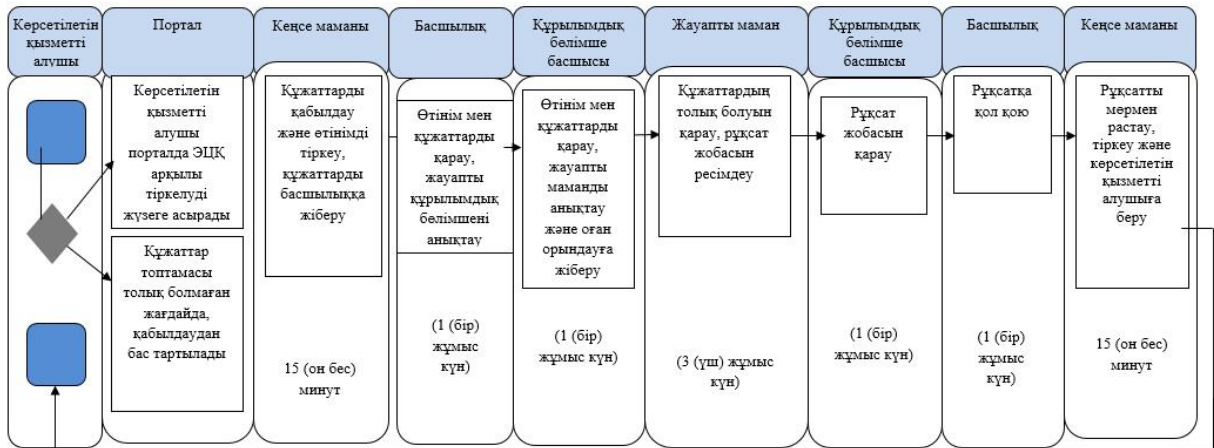 Көрсетілетін
қызметті
алушы
Портал
Кеңсе маманы
Басшылық
Құрылымдық
бөлімше
басшысы
Жауапты маман
Құрылымдық
бөлімше
басшысы
Басшылық
Кеңсе маманы
Көрсетілетін
қызметті
алушы
порталда ЭЦҚ
арқылы
тіркелуді
жүзеге асырады
Құжаттар
топтамасы
толық болмаған
жағдайда,
қабылдаудан
бас тартылады
Құжаттарды
қабылдау
және өтінімді
тіркеу,
құжаттарды
басшылыққа
жіберу
15 (он бес)
минут
Өтінім мен
құжаттарды
қарау,
жауапты
құрылымдық
бөлімшені
анықтау
(1 (бір)
жұмыс
күн)
Өтінім мен
құжаттарды
қарау,
жауапты
маманды
анықтау
және оған
орындауға
жіберу
(1 (бір)
жұмыс күн)
Құжаттардың
толық болуын
қарау, рұқсат
жобасын
ресімдеу
(3 (үш) жұмыс
күн)
Рұқсат
жобасын
қарау
(1 (бір)
жұмыс күн)
Рұқсатқа
қол қою
(1 (бір)
жұмыс
күн)
Рұқсатты
мөрмен
растау,
тіркеу және
көрсетілетін
қызметті
алушыға
беру
15 (он бес)
минут